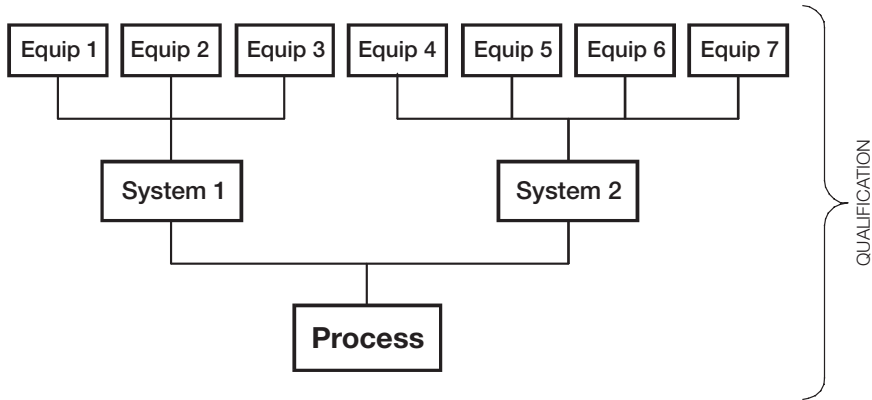 Equip 1
Equip 2
Equip 3
Equip 4
Equip 5
Equip 6
Equip 7
System 1
System 2
Process
QUALIFICATION